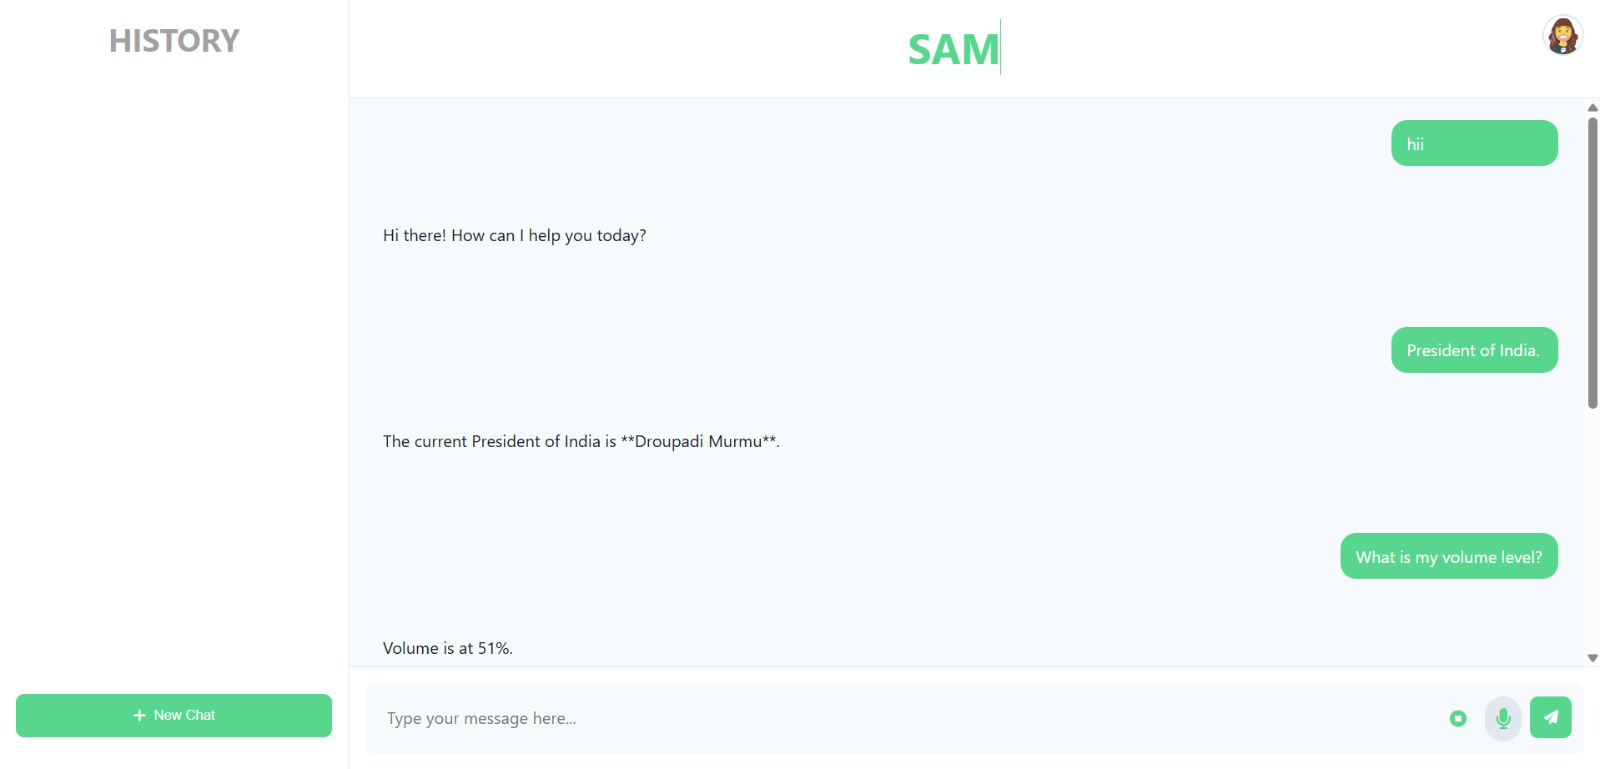 HISTORY
SAM
hii
Hi there! How can I help you today?
President of India.
The current President of India is **Droupadi Murmu**.
What is my volume level?
Volume is at 51%.
+ New Chat
Type your message here...